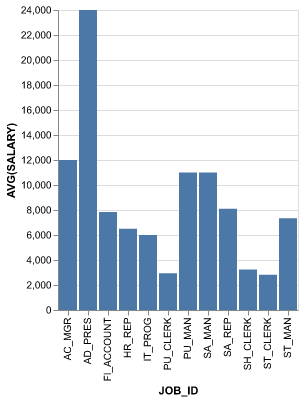 24,000
22,000
20,000
18,000
16,000
14,000
12,000
10,000
8,000
6,000
4,000
2,000
0
AVG(SALARY)
AC_MGR
AD_PRES
FI_ACCOUNT
HR_REP
IT_PROG
PU_CLERK
PU_MAN
SA_MAN
SA_REP
SH_CLERK
ST_CLERK
ST_MAN
JOB_ID